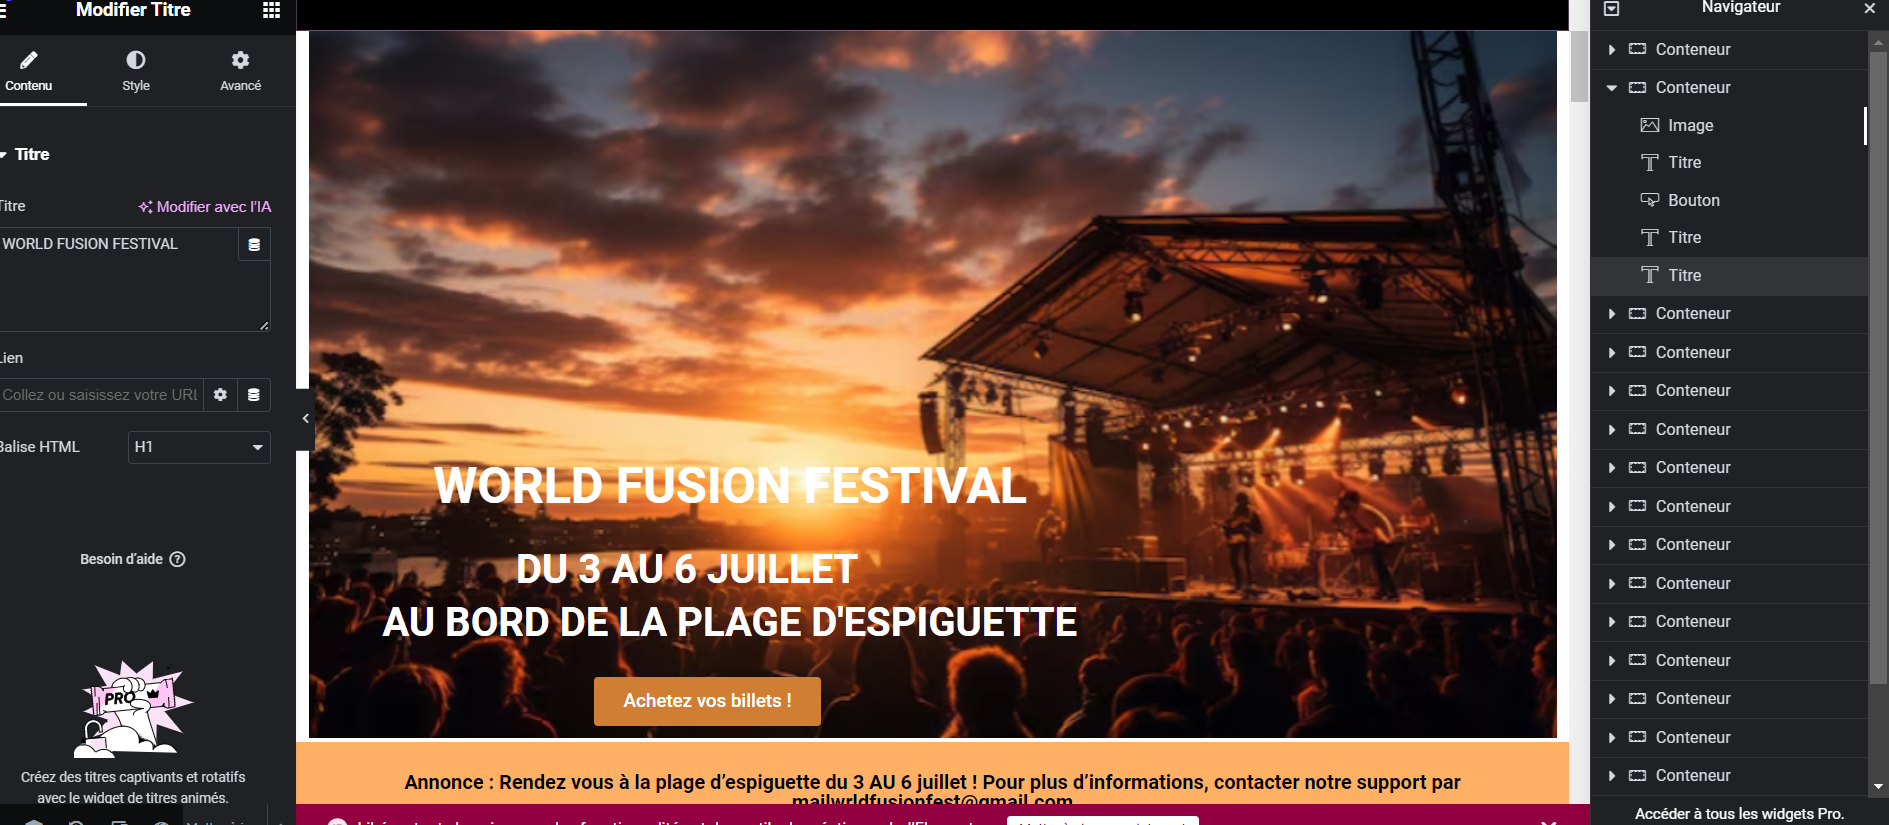 Modifier Titre
Contenu
Style
Avancé
Titre
Titre
Modifier avec l'IA
WORLD FUSION FESTIVAL
Lien
Collez ou saisissez votre URL
Balise HTML
H1
Besoin d'aide ?
PRO
Créez des titres captivants et rotatifs
avec le widget de titres animés.
WORLD FUSION FESTIVAL
DU 3 AU 6 JUILLET
AU BORD DE LA PLAGE D'ESPIGUETTE
Achetez vos billets !
Annonce : Rendez vous à la plage d'espiguette du 3 AU 6 juillet ! Pour plus d'informations, contacter notre support par
mailwrldfusionfest@gmail.com
Navigateur
Conteneur
Conteneur
Image
Titre
Bouton
Titre
Titre
Conteneur
Conteneur
Conteneur
Conteneur
Conteneur
Conteneur
Conteneur
Conteneur
Conteneur
Conteneur
Conteneur
Conteneur
Conteneur
Accéder à tous les widgets Pro.